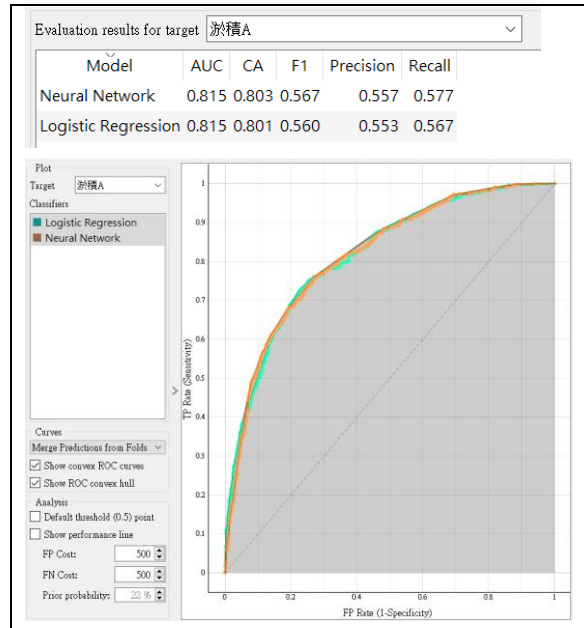 Evaluation results for target 淤積A
Model AUC CA F1 Precision Recall
Neural Network 0.815 0.803 0.567 0.557 0.577
Logistic Regression 0.815 0.801 0.560 0.553 0.567
Plot
Target 淤積A
Classifiers
Logistic Regression
Neural Network
Curves
Merge Predictions from Folds
Show convex ROC curves
Show ROC convex hull
Analysis
Default threshold (0.5) point
Show performance line
FP Cost: 500
FN Cost: 500
Prior probability: 22 %
TP Rate (Sensitivity)
1
0.9
0.8
0.7
0.6
0.5
0.4
0.3
0.2
0.1
0
0 0.2 0.4 0.6 0.8 1
FP Rate (1-Specificity)